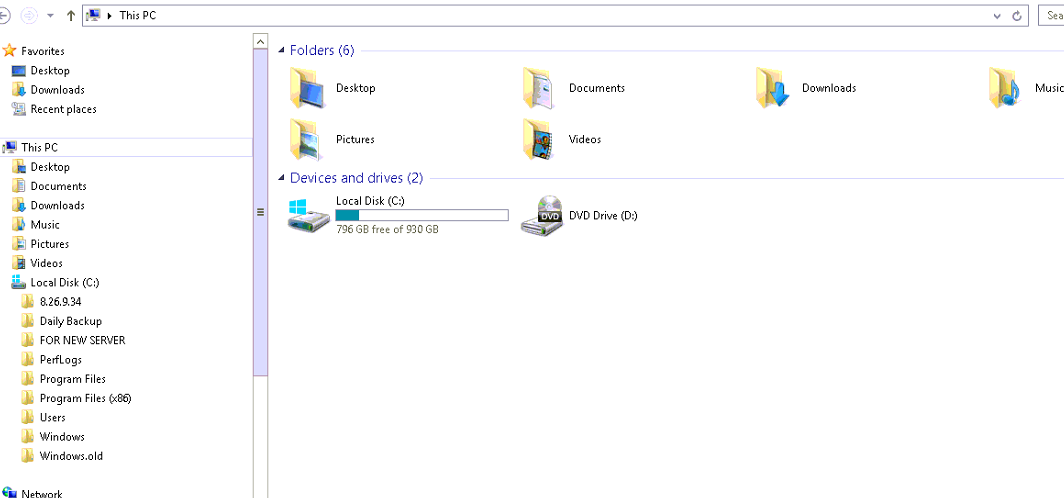 This PC
Sea
Favorites
Desktop
Downloads
Recent places
This PC
Desktop
Documents
Downloads
Music
Pictures
Videos
Local Disk (C:)
8.26.9.34
Daily Backup
FOR NEW SERVER
PerfLogs
Program Files
Program Files (x86)
Users
Windows
Windows.old
Network
Folders (6)
Desktop
Documents
Downloads
Music
Pictures
Videos
Devices and drives (2)
Local Disk (C:)
796 GB free of 930 GB
DVD
DVD Drive (D:)